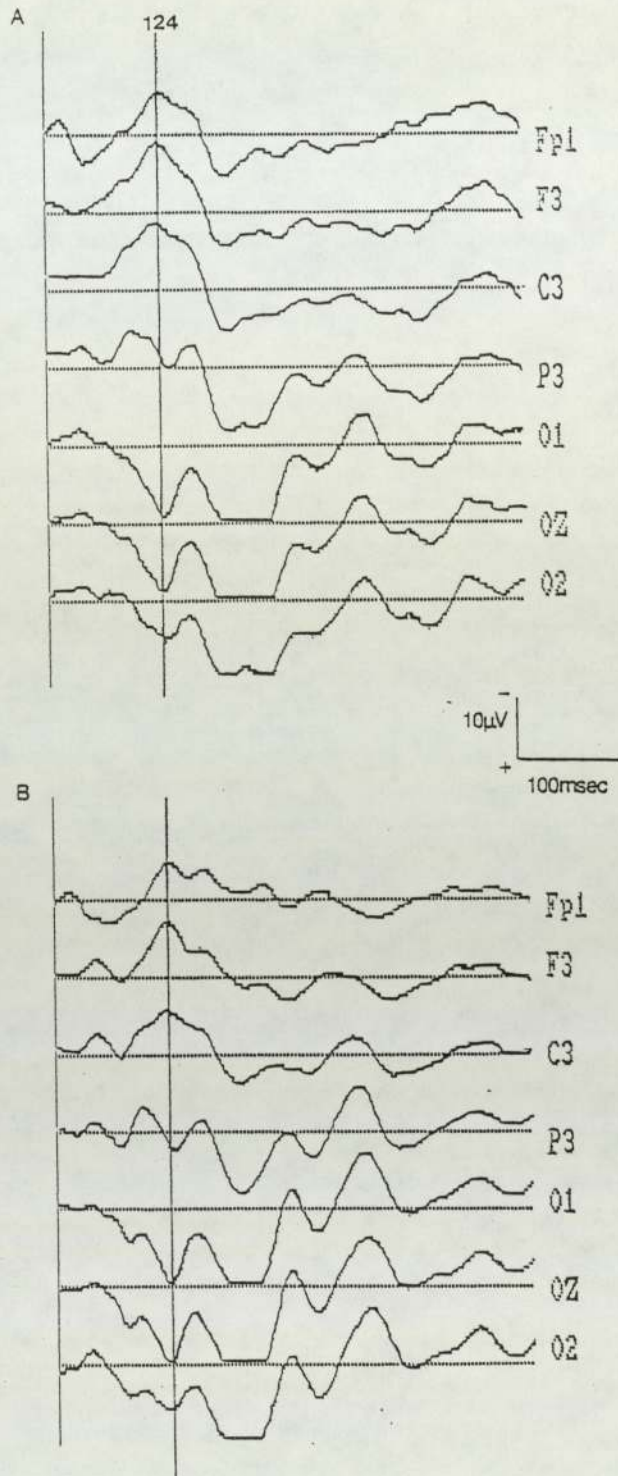 A
124
Fp1
F3
C3
P3
O1
OZ
O2
−
10µV
+
100msec
B
Fp1
F3
C3
P3
O1
OZ
O2